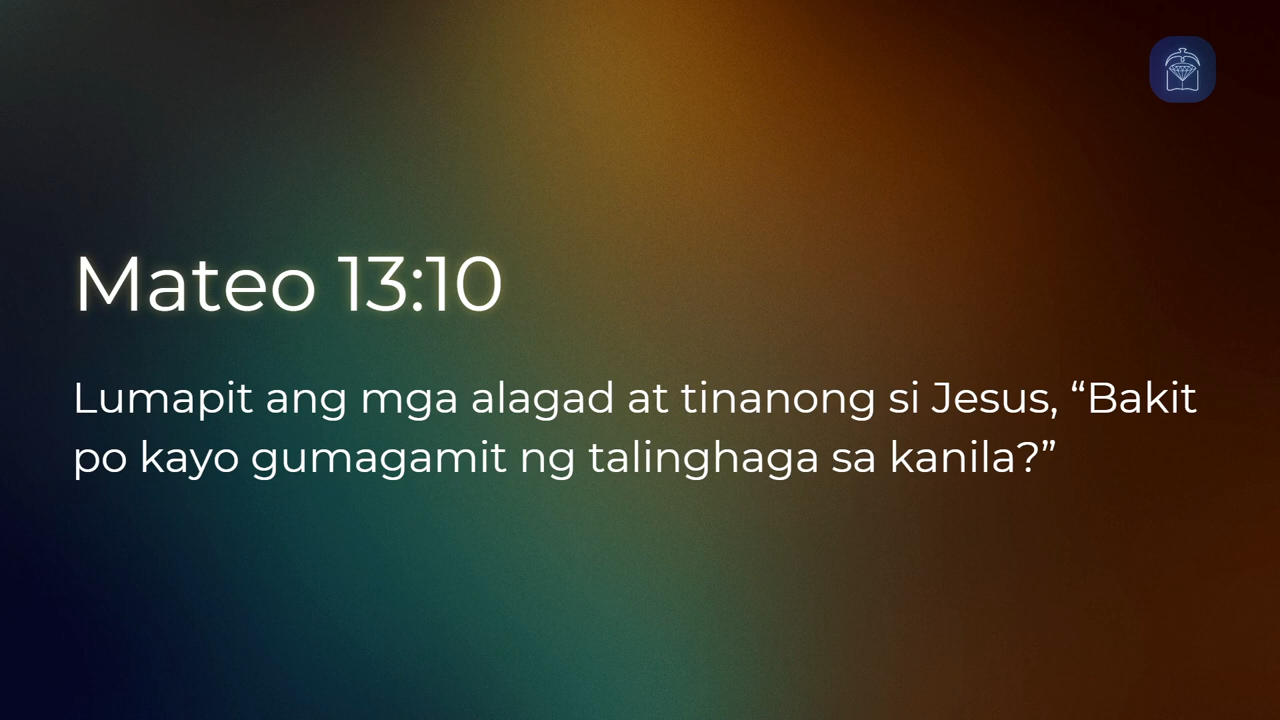 Mateo 13:10
Lumapit ang mga alagad at tinanong si Jesus, “Bakit
po kayo gumagamit ng talinghaga sa kanila?”